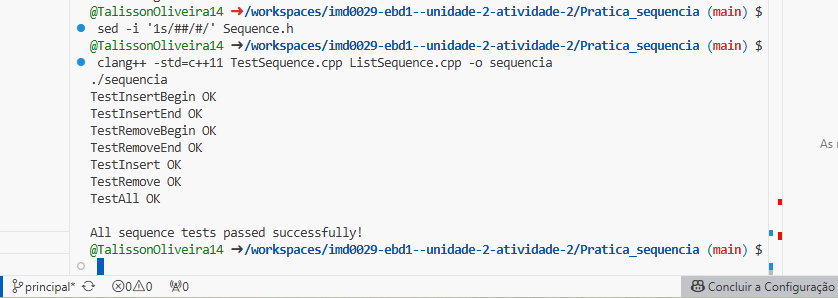 @TalissonOliveira14 ➜/workspaces/imd0029-ebd1--unidade-2-atividade-2/Pratica_sequencia (main) $
sed -i '1s/##/#/' Sequence.h
@TalissonOliveira14 ➜/workspaces/imd0029-ebd1--unidade-2-atividade-2/Pratica_sequencia (main) $
clang++ -std=c++11 TestSequence.cpp ListSequence.cpp -o sequencia
./sequencia
TestInsertBegin OK
TestInsertEnd OK
TestRemoveBegin OK
TestRemoveEnd OK
TestInsert OK
TestRemove OK
TestAll OK
As
All sequence tests passed successfully!
@TalissonOliveira14 ➜/workspaces/imd0029-ebd1--unidade-2-atividade-2/Pratica_sequencia (main) $
principal* 0 0 0 Concluir a Configuração